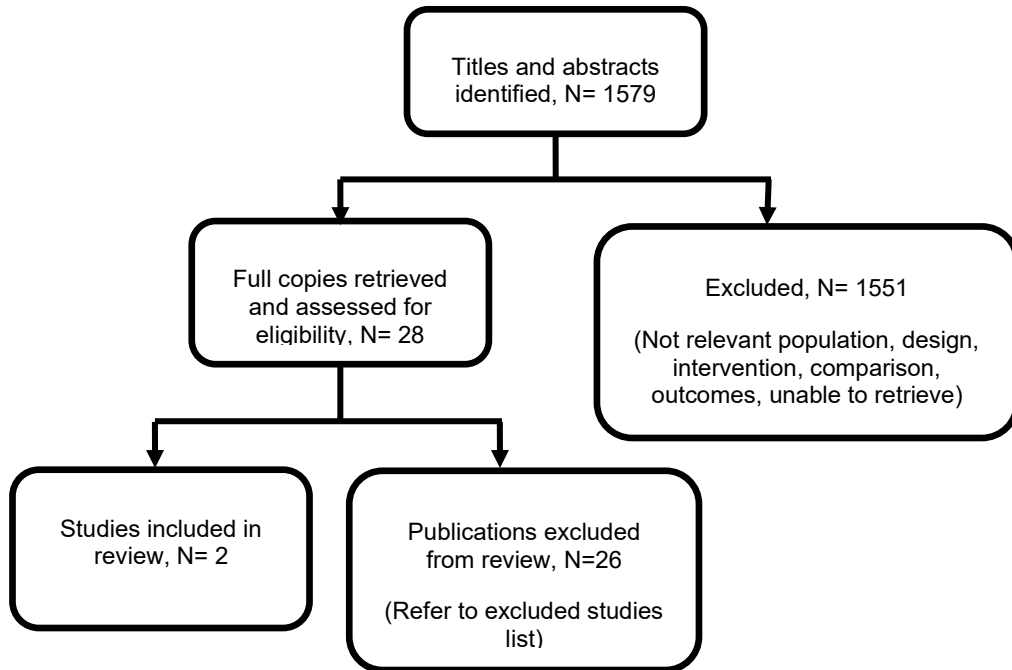 Titles and abstracts
identified, N= 1579
Full copies retrieved
and assessed for
eligibility, N= 28
Excluded, N= 1551
(Not relevant population, design,
intervention, comparison,
outcomes, unable to retrieve)
Studies included in
review, N= 2
Publications excluded
from review, N=26
(Refer to excluded studies
list)